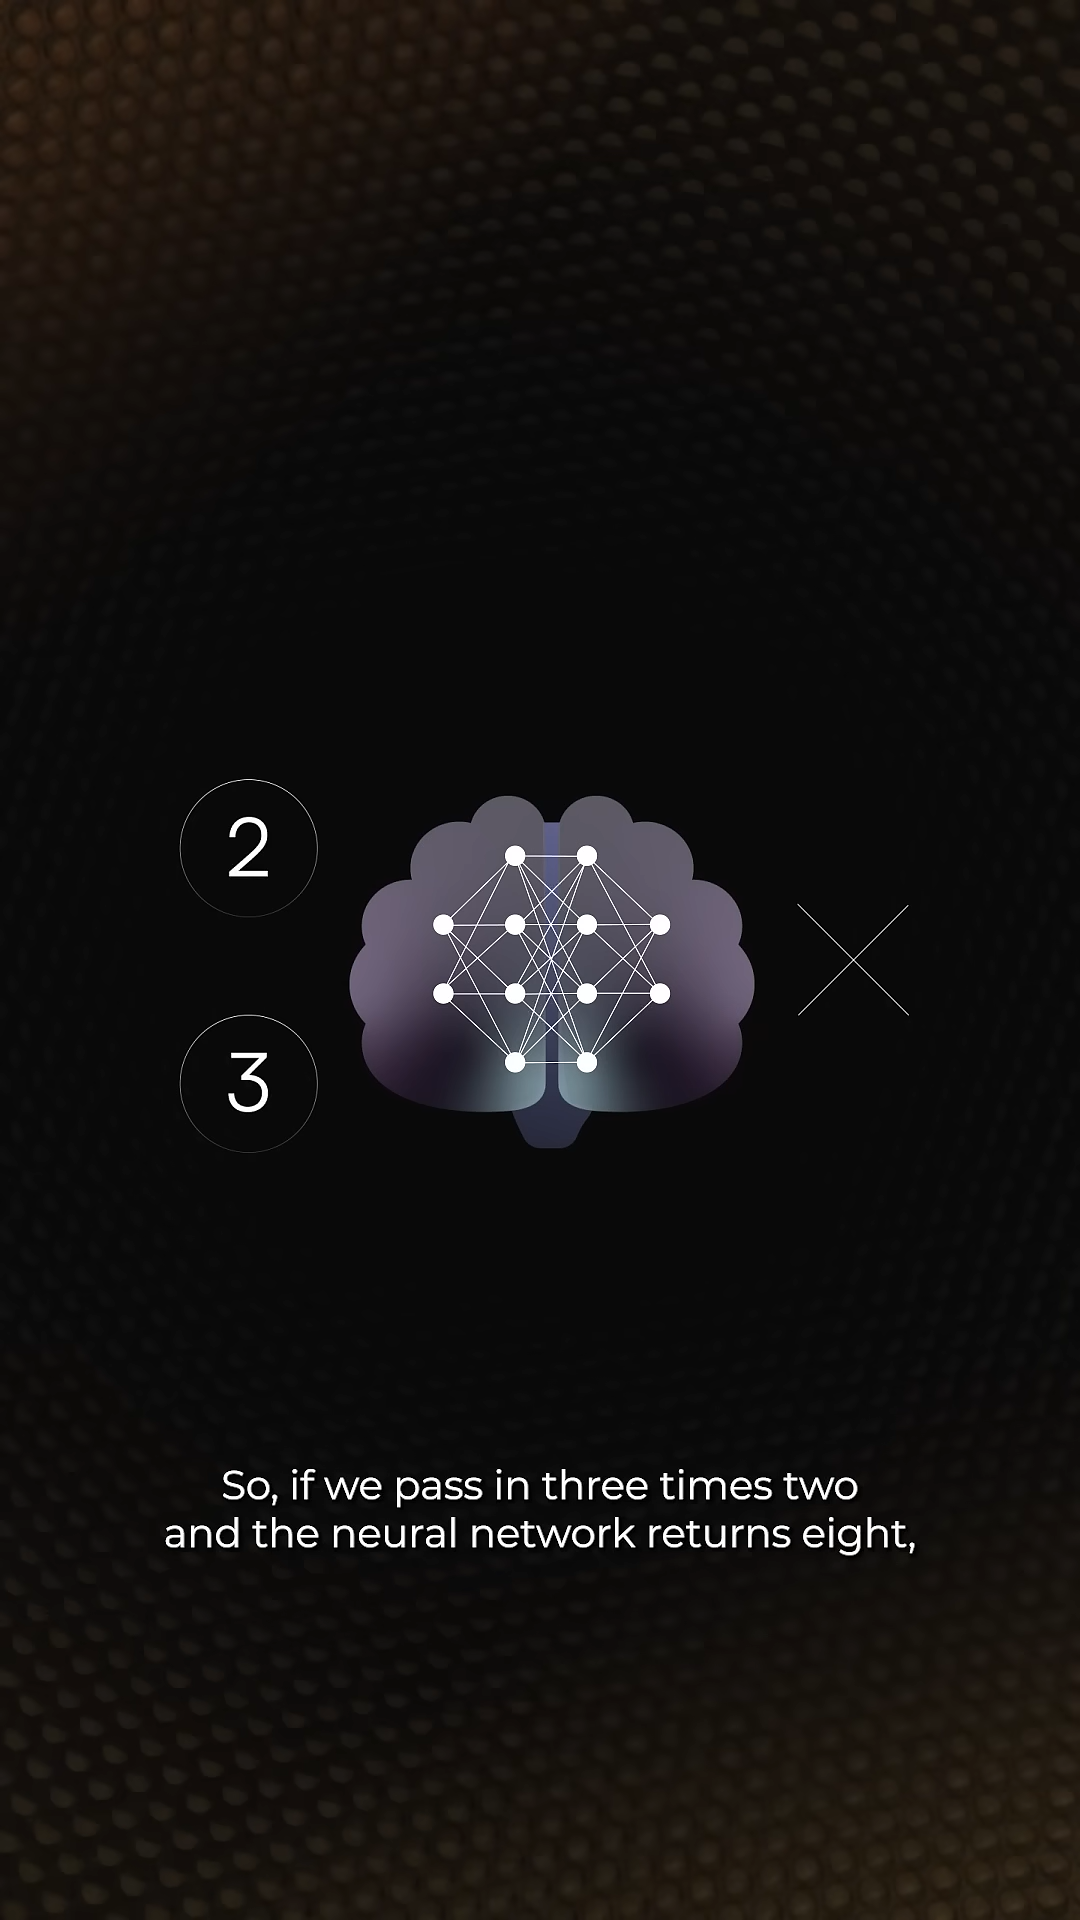 2
3
So, if we pass in three times two
and the neural network returns eight,